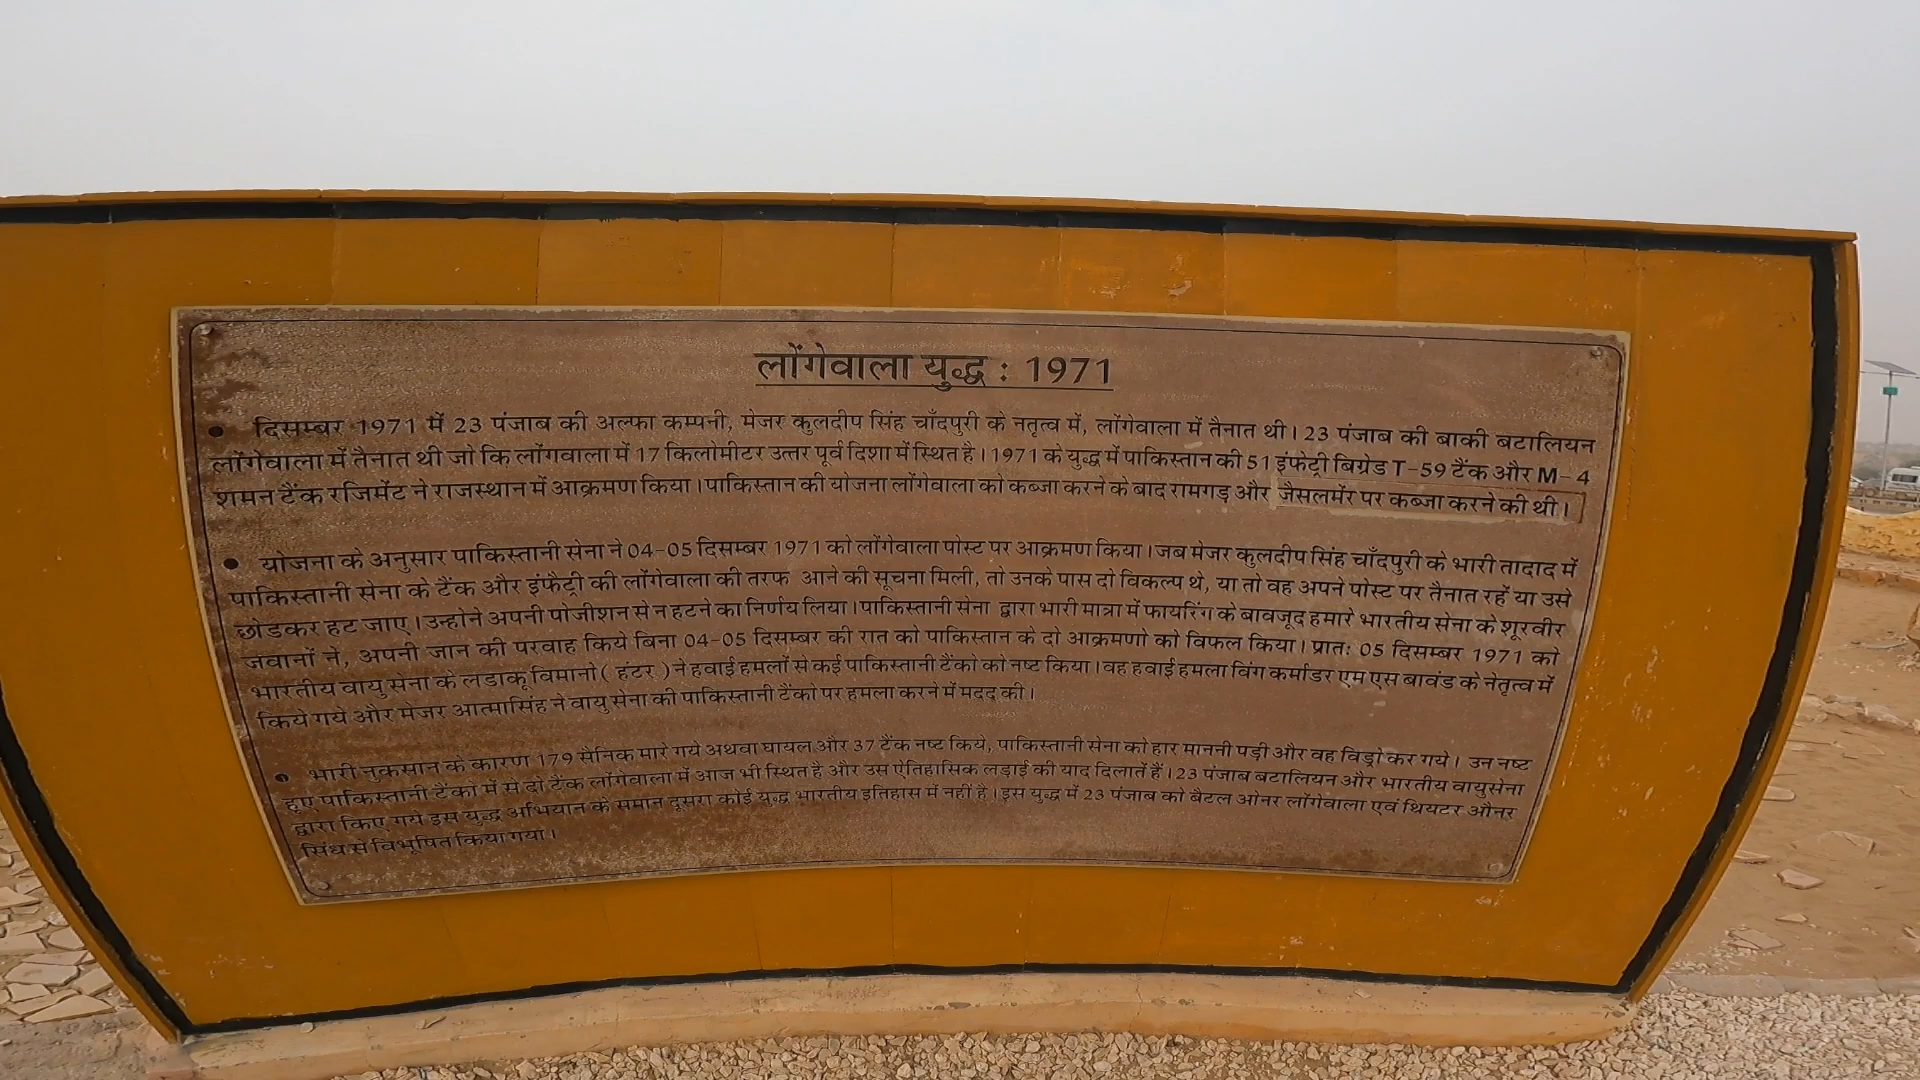 लोंगेवाला युद्ध : 1971
• दिसम्बर 1971 में 23 पंजाब की अल्फा कम्पनी, मेजर कुलदीप सिंह चाँदपुरी के नतृत्व में, लोंगेवाला में तैनात थी। 23 पंजाब की बाकी बटालियन
लोंगेवाला में तैनात थी जो कि लोंगवाला में 17 किलोमीटर उत्तर पूर्व दिशा में स्थित है। 1971 के युद्ध में पाकिस्तान की 51 इंफेट्री बिग्रेड T-59 टैंक और M-4
शमन टैंक रजिमेंट ने राजस्थान में आक्रमण किया। पाकिस्तान की योजना लोंगेवाला को कब्जा करने के बाद रामगड़ और जैसलमेंर पर कब्जा करने की थी।
• योजना के अनुसार पाकिस्तानी सेना ने 04-05 दिसम्बर 1971 को लोंगेवाला पोस्ट पर आक्रमण किया। जब मेजर कुलदीप सिंह चाँदपुरी के भारी तादाद में
पाकिस्तानी सेना के टैंक और इंफैट्री की लोंगेवाला की तरफ आने की सूचना मिली, तो उनके पास दो विकल्प थे, या तो वह अपने पोस्ट पर तैनात रहें या उसे
छोडकर हट जाए। उन्होने अपनी पोजीशन से न हटने का निर्णय लिया। पाकिस्तानी सेना द्वारा भारी मात्रा में फायरिंग के बावजूद हमारे भारतीय सेना के शूरवीर
जवानों ने, अपनी जान की परवाह किये बिना 04-05 दिसम्बर की रात को पाकिस्तान के दो आक्रमणो को विफल किया। प्रातः 05 दिसम्बर 1971 को
भारतीय वायु सेना के लडाकू विमानो ( हंटर ) ने हवाई हमलों से कई पाकिस्तानी टैंको को नष्ट किया। वह हवाई हमला विंग कमांडर एम एस बावंड के नेतृत्व में
किये गये और मेजर आत्मासिंह ने वायु सेना की पाकिस्तानी टैंको पर हमला करने में मदद की।
• भारी नुकसान के कारण 179 सैनिक मारे गये अथवा घायल और 37 टैंक नष्ट किये, पाकिस्तानी सेना को हार माननी पड़ी और वह विड्रो कर गये। उन नष्ट
हुए पाकिस्तानी टैंको में से दो टैंक लोंगेवाला में आज भी स्थित है और उस ऐतिहासिक लड़ाई की याद दिलातें हैं। 23 पंजाब बटालियन और भारतीय वायुसेना
द्वारा किए गये इस युद्ध अभियान के समान दूसरा कोई युद्ध भारतीय इतिहास में नहीं है। इस युद्ध में 23 पंजाब को बैटल ओनर लोंगेवाला एवं थियटर औनर
सिंध से विभूषित किया गया।